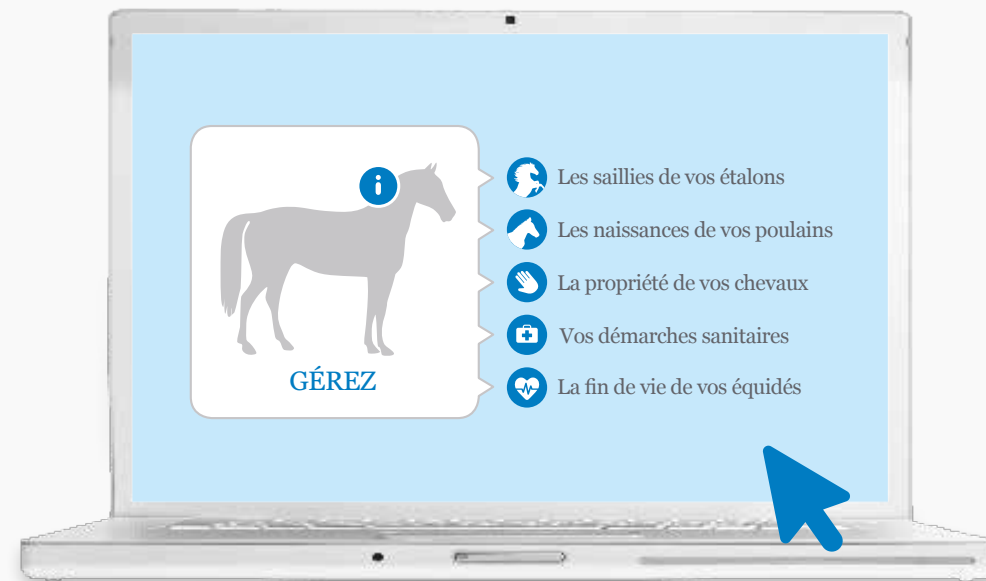 i
Les saillies de vos étalons
Les naissances de vos poulains
La propriété de vos chevaux
Vos démarches sanitaires
La fin de vie de vos équidés
GÉREZ